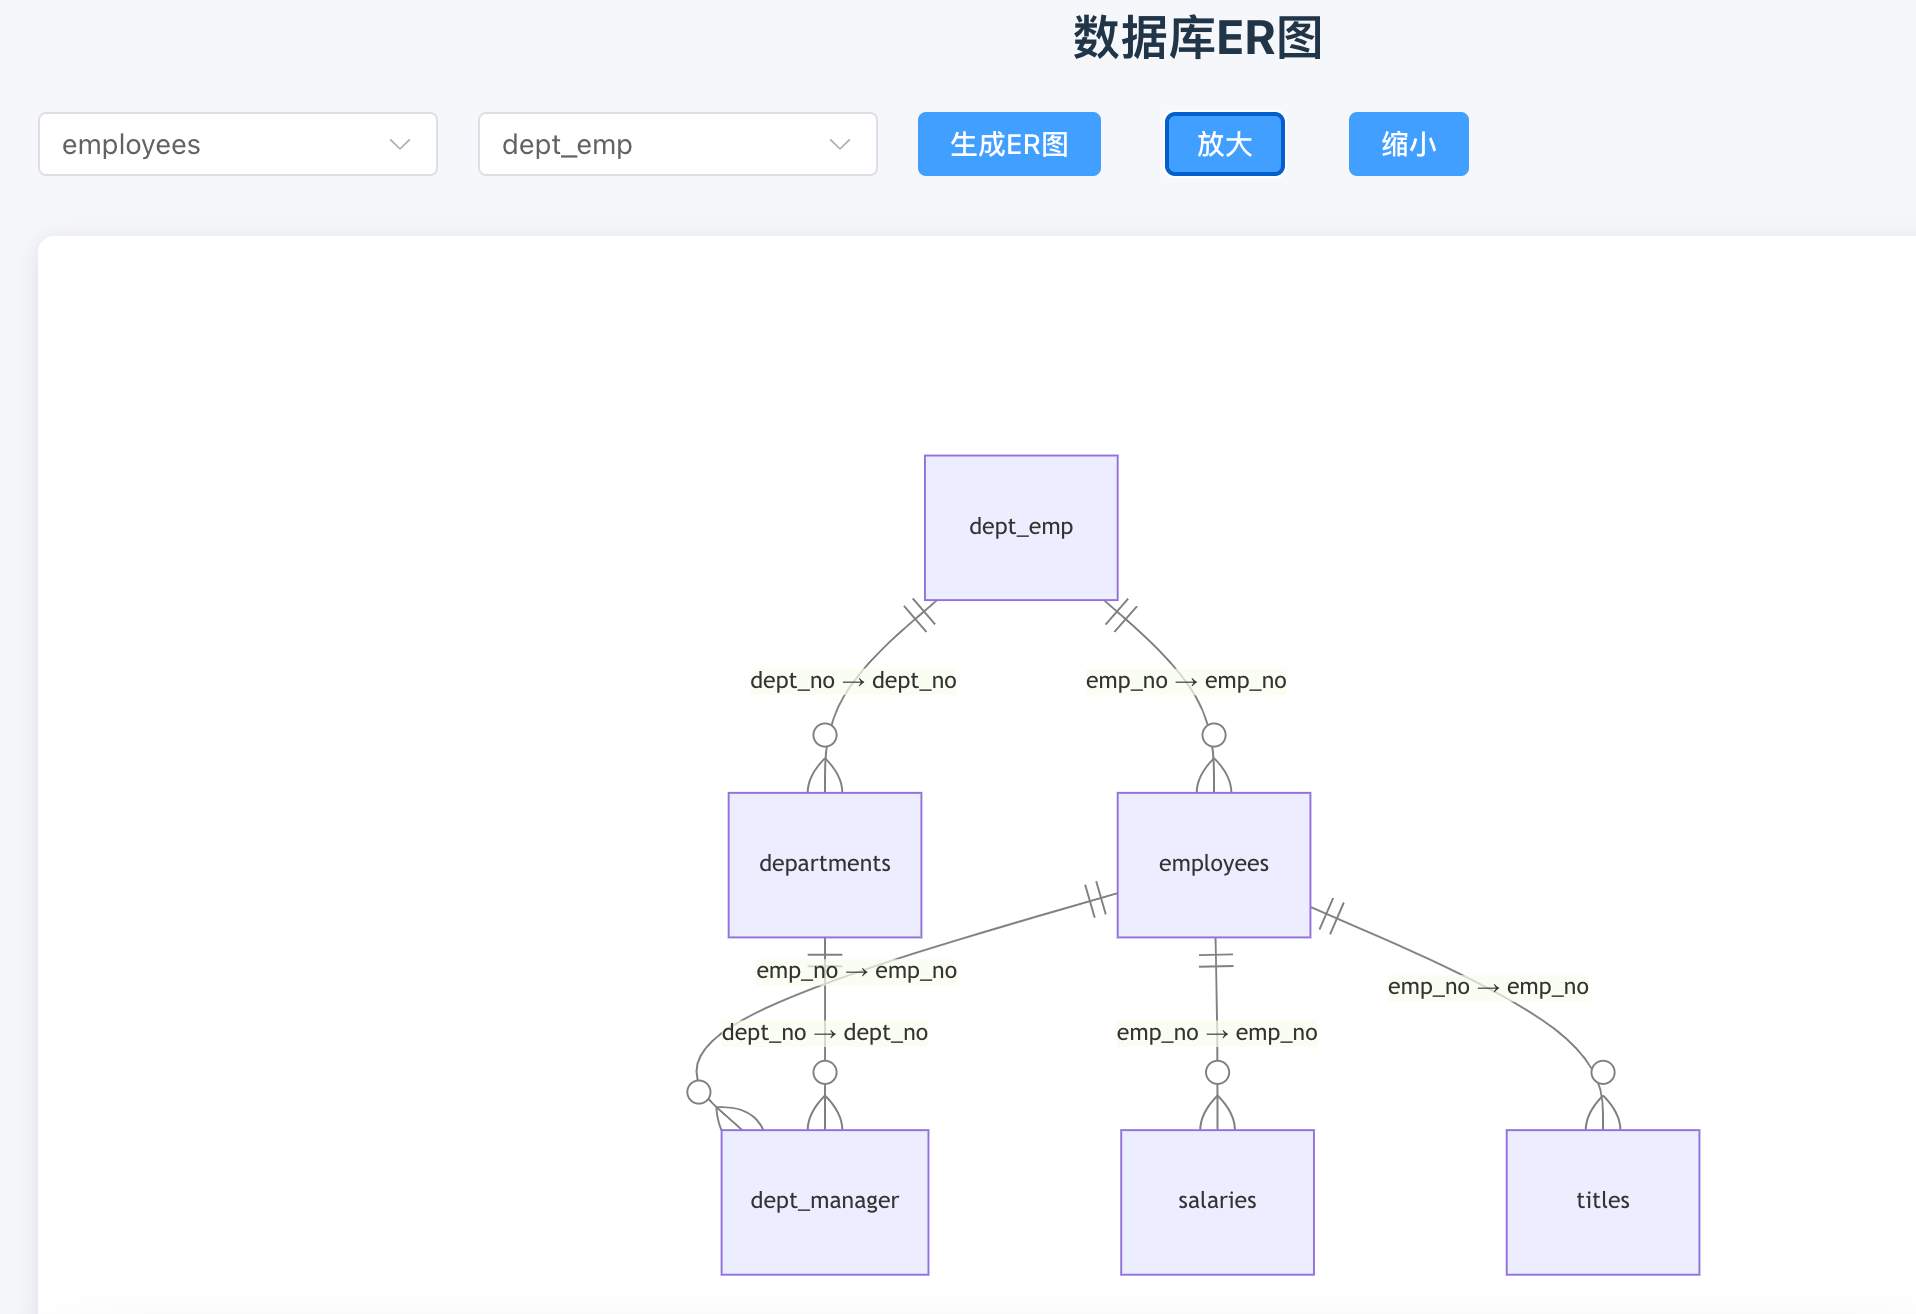 数据库ER图
employees
dept_emp
生成ER图
放大
缩小
dept_emp
dept_no → dept_no
emp_no → emp_no
departments
employees
emp_no → emp_no
emp_no → emp_no
dept_no → dept_no
emp_no → emp_no
dept_manager
salaries
titles